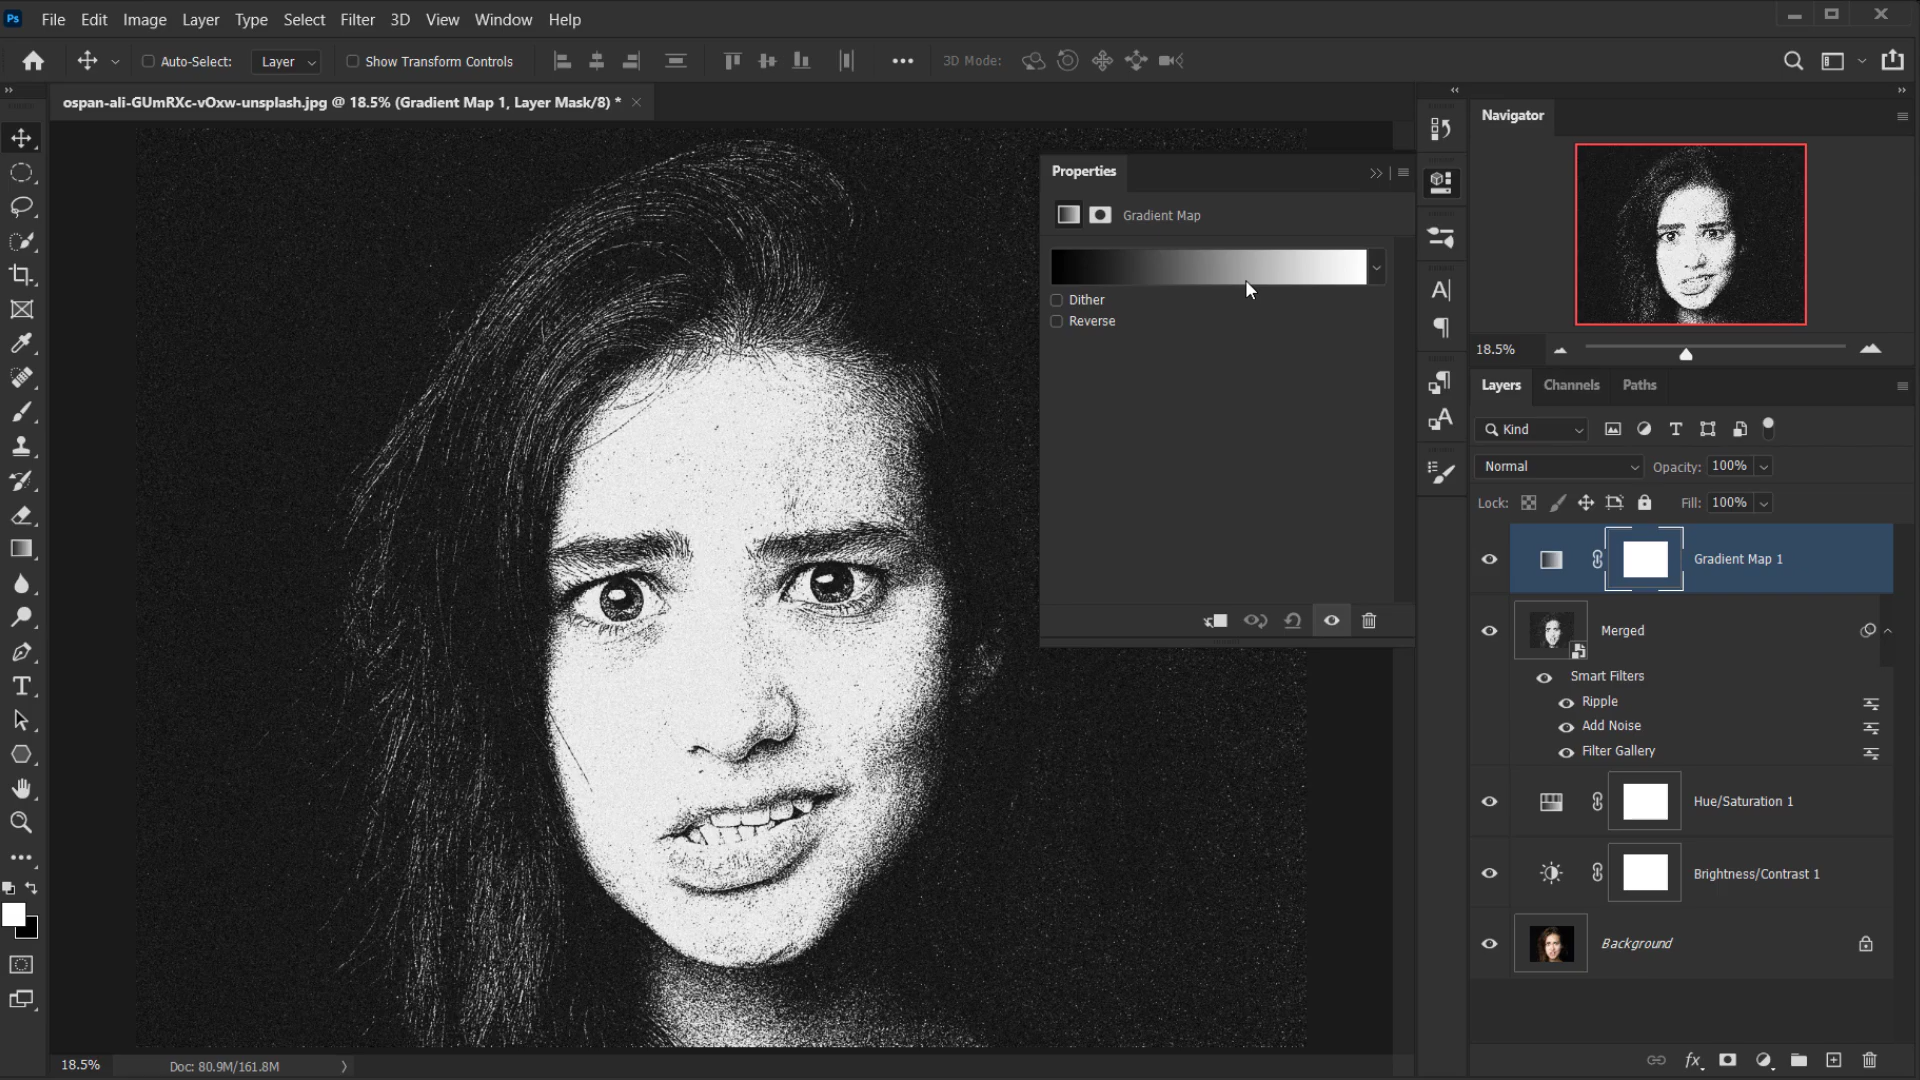 Ps File Edit Image Layer Type Select Filter 3D View Window Help
Auto-Select: Layer Show Transform Controls 3D Mode:
ospan-ali-GUmRXc-vOxw-unsplash.jpg @ 18.5% (Gradient Map 1, Layer Mask/8) *
Properties
Gradient Map
Dither
Reverse
Navigator
18.5%
Layers Channels Paths
Kind
Normal Opacity: 100%
Lock: Fill: 100%
Gradient Map 1
Merged
Smart Filters
Ripple
Add Noise
Filter Gallery
Hue/Saturation 1
Brightness/Contrast 1
Background
18.5% Doc: 80.9M/161.8M